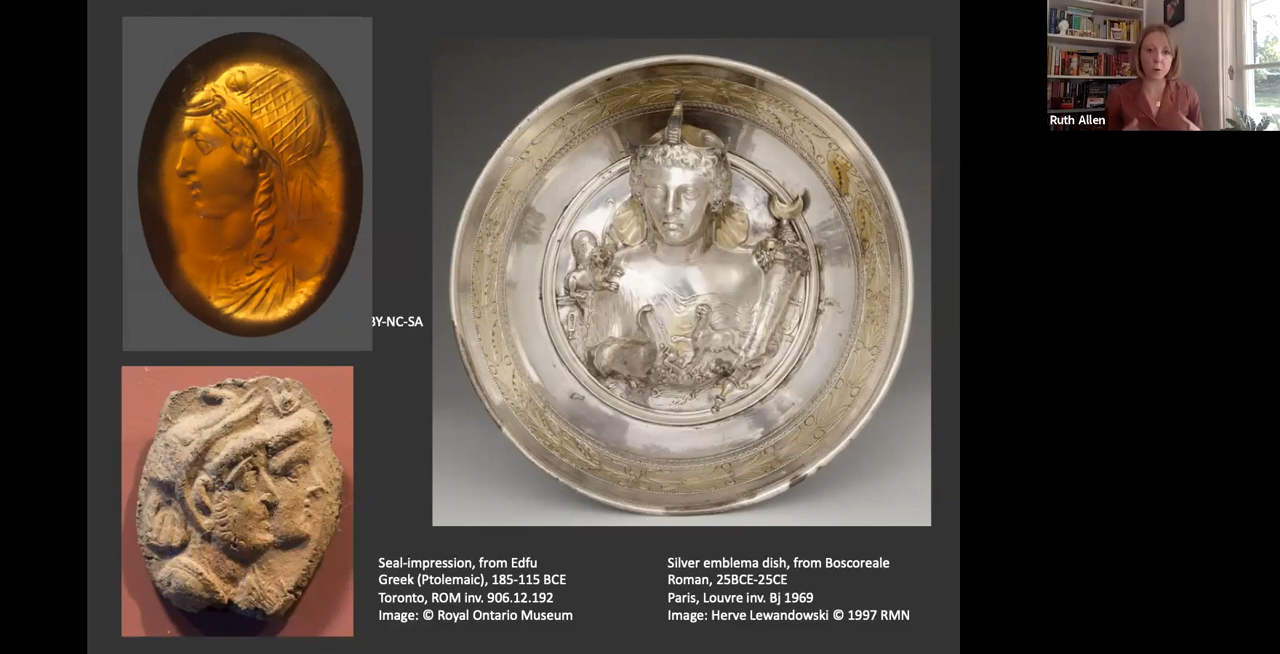 Ruth Allen
BY-NC-SA
Seal-impression, from Edfu
Greek (Ptolemaic), 185-115 BCE
Toronto, ROM inv. 906.12.192
Image: © Royal Ontario Museum
Silver emblema dish, from Boscoreale
Roman, 25BCE-25CE
Paris, Louvre inv. Bj 1969
Image: Herve Lewandowski © 1997 RMN